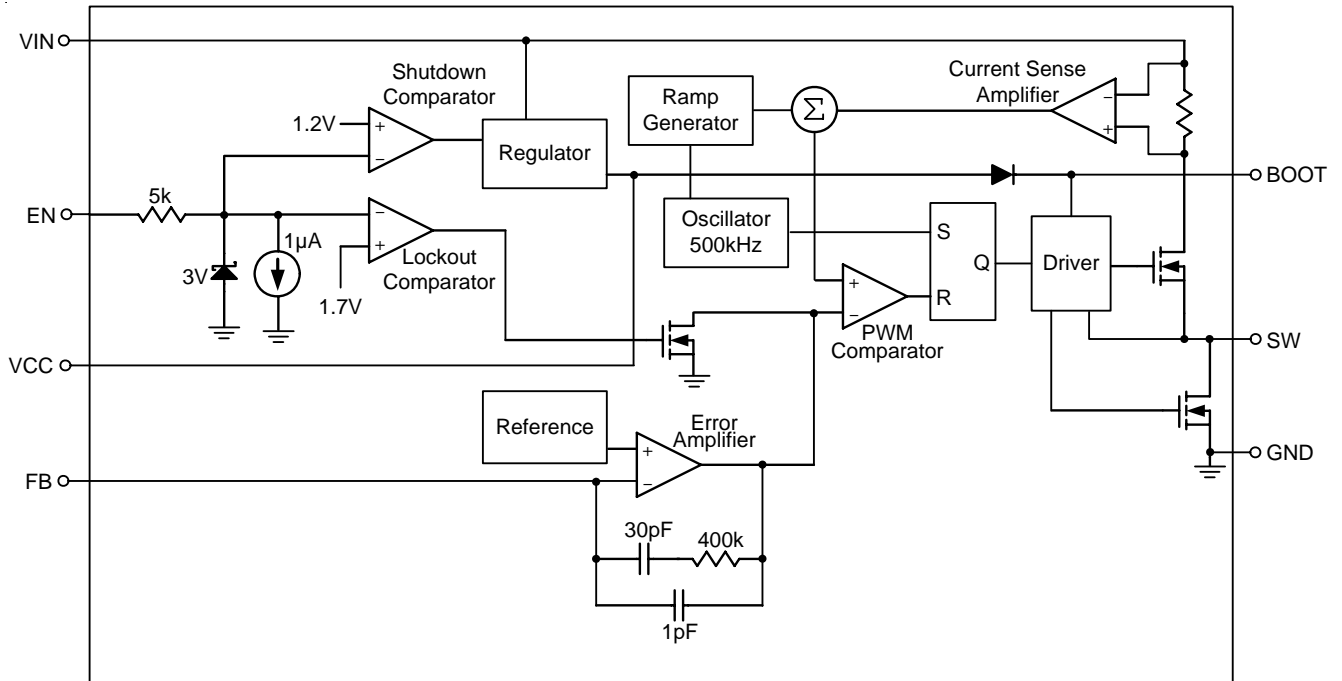 VIN
Shutdown
Comparator
1.2V
+
−
Regulator
Ramp
Generator
Σ
Current Sense
Amplifier
−
+
BOOT
5k
EN
1µA
3V
−
+
1.7V
Lockout
Comparator
Oscillator
500kHz
S
Q
R
Driver
+
−
PWM
Comparator
SW
VCC
Reference
Error
Amplifier
+
−
GND
FB
30pF
400k
1pF